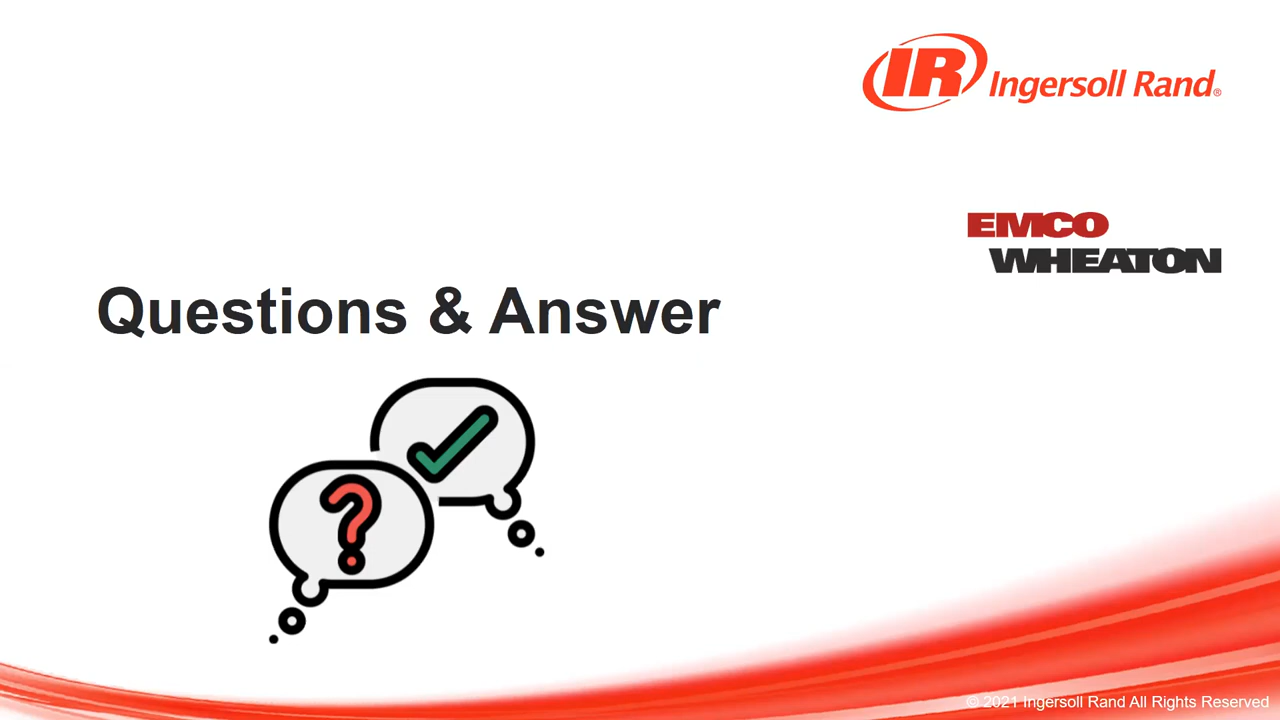 IR Ingersoll Rand®
EMCO
WHEATON
Questions & Answer
?
© 2021 Ingersoll Rand All Rights Reserved